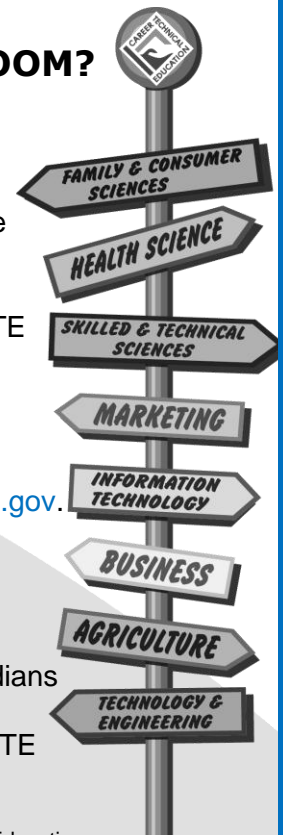 OOM?
CAREER TECHNICAL
EDUCATION
FAMILY & CONSUMER
SCIENCES
e
HEALTH SCIENCE
TE
SKILLED & TECHNICAL
SCIENCES
MARKETING
INFORMATION
TECHNOLOGY
.gov.
BUSINESS
AGRICULTURE
dians
TECHNOLOGY &
ENGINEERING
TE